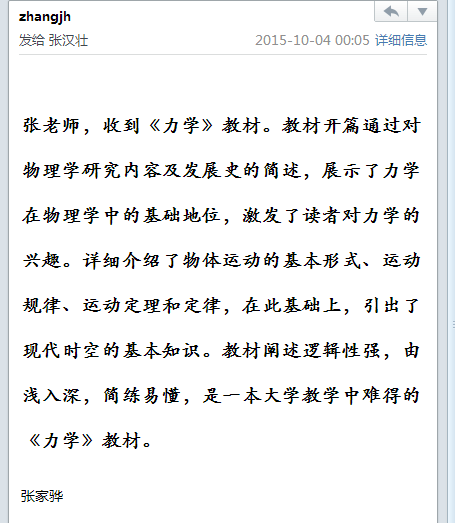 zhangjh
发给 张汉壮 2015-10-04 00:05 详细信息
张老师，收到《力学》教材。教材开篇通过对
物理学研究内容及发展史的简述，展示了力学
在物理学中的基础地位，激发了读者对力学的
兴趣。详细介绍了物体运动的基本形式、运动
规律、运动定理和定律，在此基础上，引出了
现代时空的基本知识。教材阐述逻辑性强，由
浅入深，简练易懂，是一本大学教学中难得的
《力学》教材。
张家骅